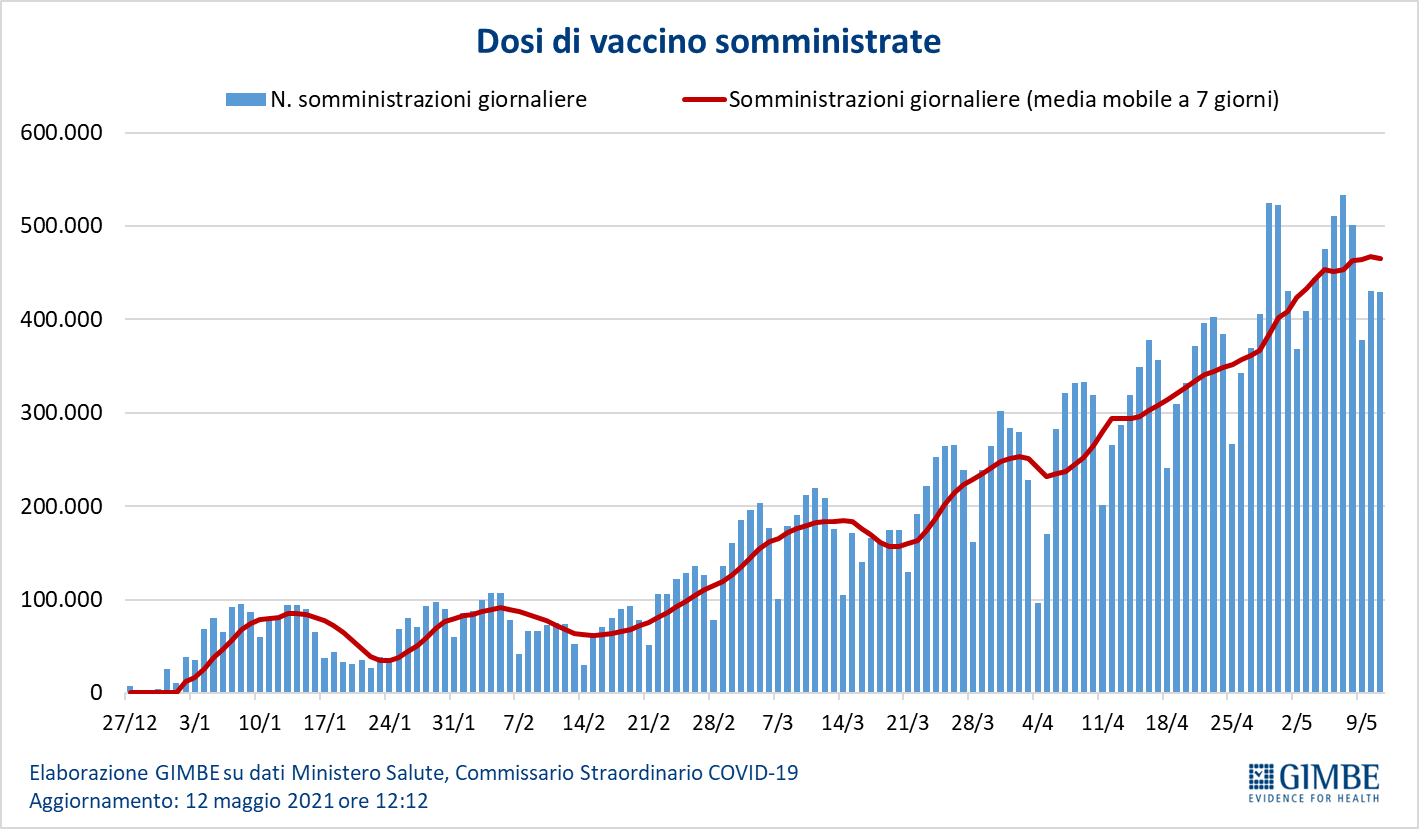 Dosi di vaccino somministrate
N. somministrazioni giornaliere
Somministrazioni giornaliere (media mobile a 7 giorni)
600.000
500.000
400.000
300.000
200.000
100.000
0
27/12 3/1 10/1 17/1 24/1 31/1 7/2 14/2 21/2 28/2 7/3 14/3 21/3 28/3 4/4 11/4 18/4 25/4 2/5 9/5
Elaborazione GIMBE su dati Ministero Salute, Commissario Straordinario COVID-19
Aggiornamento: 12 maggio 2021 ore 12:12
GIMBE
EVIDENCE FOR HEALTH